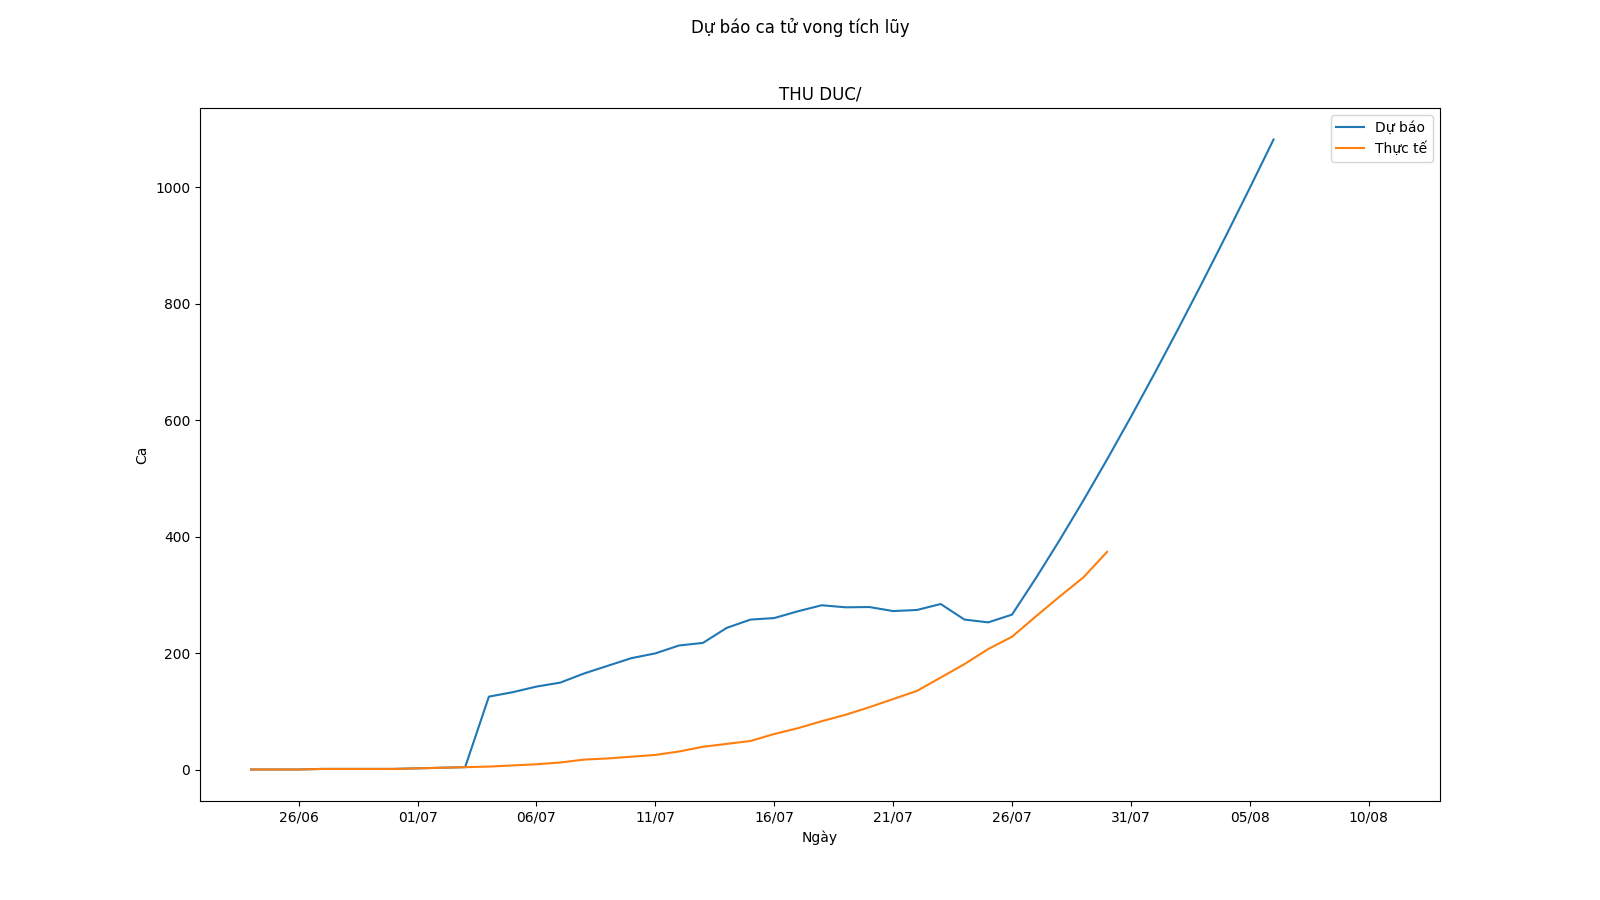 Dự báo ca tử vong tích lũy
THU DUC/
Dự báo
Thực tế
1000
800
600
400
200
0
Ca
26/06 01/07 06/07 11/07 16/07 21/07 26/07 31/07 05/08 10/08
Ngày